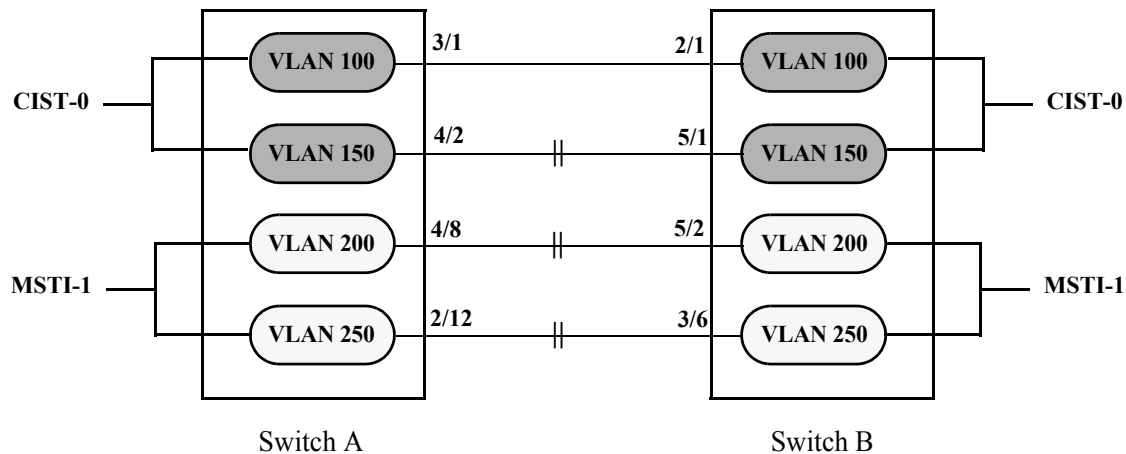 3/1 2/1
VLAN 100 VLAN 100
CIST-0 CIST-0
4/2 5/1
VLAN 150 VLAN 150
4/8 5/2
VLAN 200 VLAN 200
MSTI-1 MSTI-1
2/12 3/6
VLAN 250 VLAN 250
Switch A Switch B